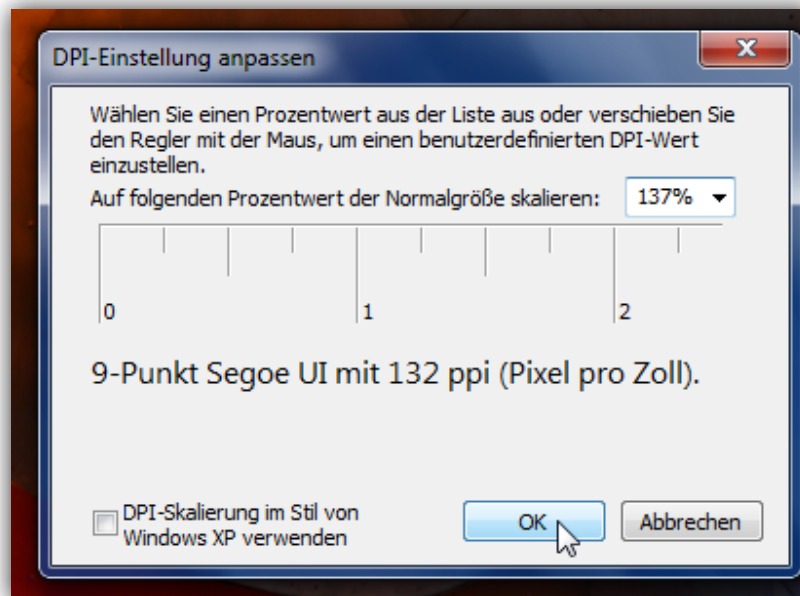 DPI-Einstellung anpassen
Wählen Sie einen Prozentwert aus der Liste aus oder verschieben Sie
den Regler mit der Maus, um einen benutzerdefinierten DPI-Wert
einzustellen.
Auf folgenden Prozentwert der Normalgröße skalieren: 137%
0 1 2
9-Punkt Segoe UI mit 132 ppi (Pixel pro Zoll).
DPI-Skalierung im Stil von
Windows XP verwenden
OK Abbrechen